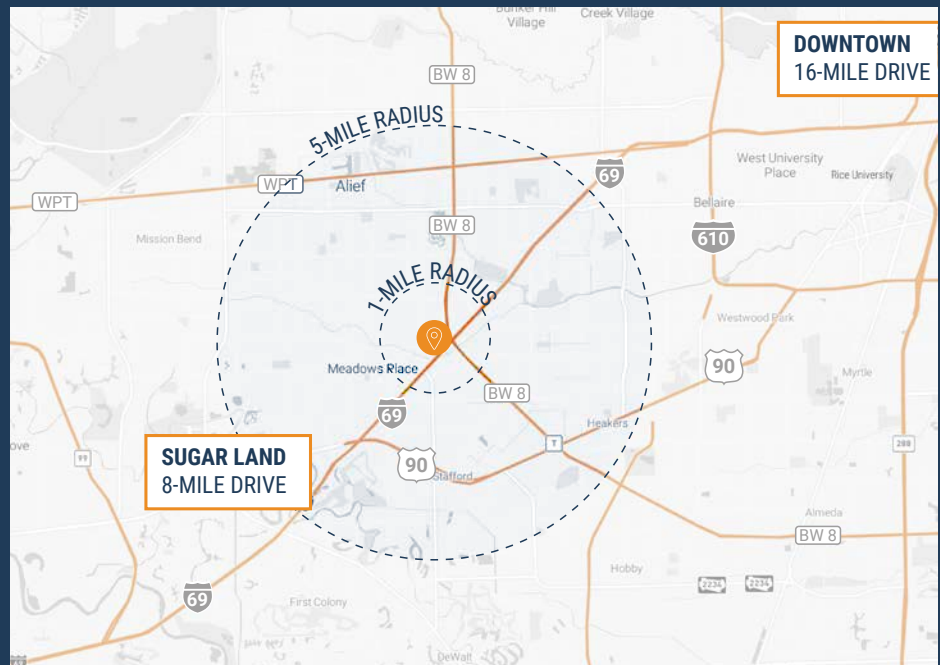 Bunker Hill
Village
Creek Village
DOWNTOWN
16-MILE DRIVE
BW 8
5-MILE RADIUS
69
West University
Place
Rice University
WPT
Alief
WPT
Bellaire
BW 8
610
Mission Bend
1-MILE RADIUS
Westwood Park
90
Meadows Place
Myrtle
BW 8
69
Heakers
T
288
ove
99
SUGAR LAND
8-MILE DRIVE
90
Stafford
Almeda
BW 8
Hobby
2234
2234
69
First Colony
DeWalt